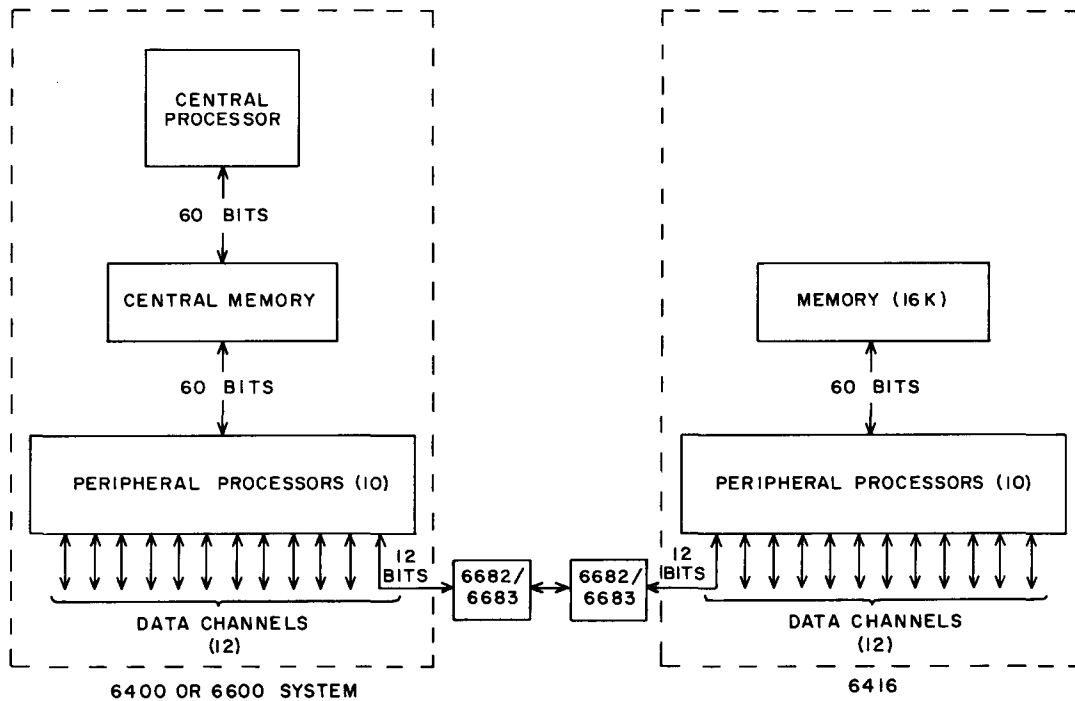 CENTRAL
PROCESSOR
60 BITS
CENTRAL MEMORY
60 BITS
PERIPHERAL PROCESSORS (10)
12
BITS
DATA CHANNELS
(12)
6400 OR 6600 SYSTEM
6682/
6683
6682/
6683
MEMORY (16K)
60 BITS
PERIPHERAL PROCESSORS (10)
12
BITS
DATA CHANNELS
(12)
6416